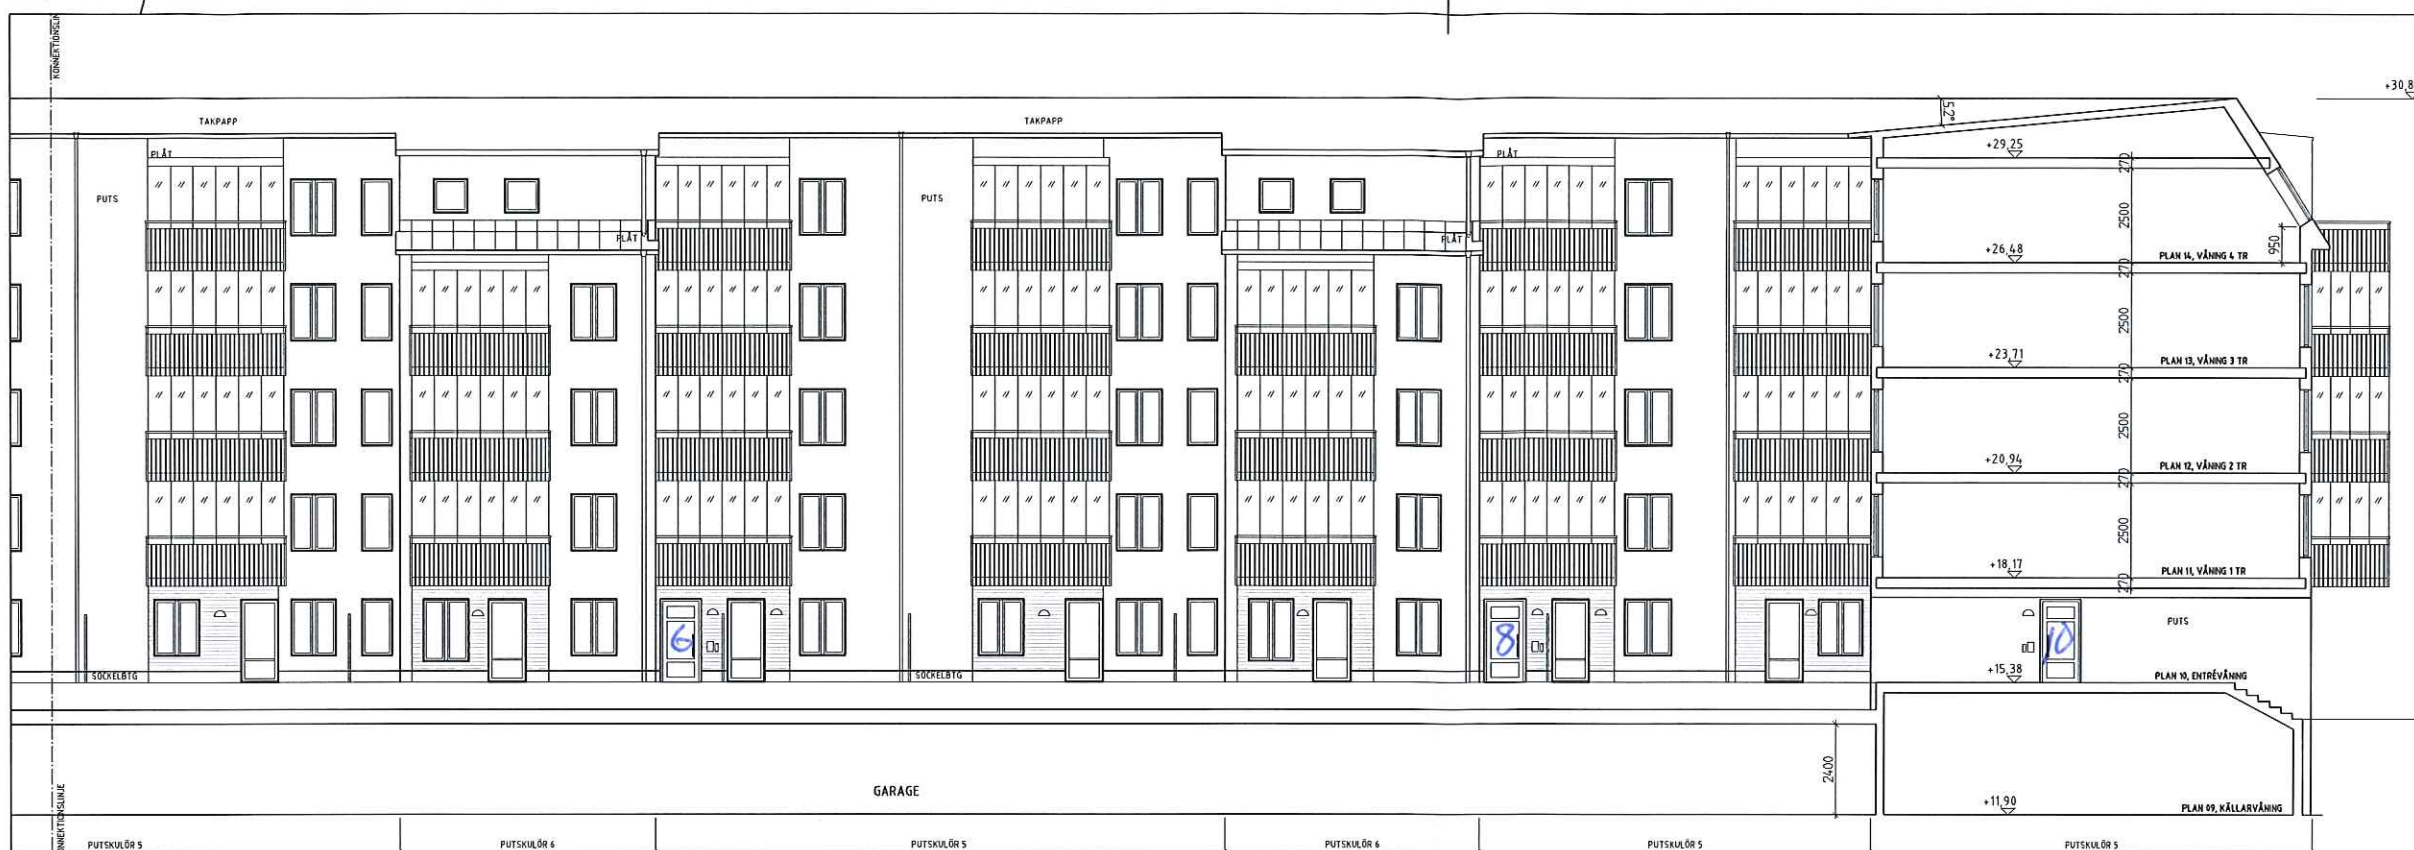 KONNEKTIONSLIN
+30,8
5,2°
TAKPAPP
TAKPAPP
PLÅT
PLÅT
+29,25
270
PUTS
PUTS
2500
PLÅT
PLÅT
950
+26,48
PLAN 14, VÅNING 4 TR
270
2500
+23,71
PLAN 13, VÅNING 3 TR
270
2500
+20,94
PLAN 12, VÅNING 2 TR
270
2500
+18,17
PLAN 11, VÅNING 1 TR
270
PUTS
6
8
10
SOCKELBTG
SOCKELBTG
+15,38
PLAN 10, ENTRÉVÅNING
2400
GARAGE
+11,90
PLAN 09, KÄLLARVÅNING
NNEKTIONSLINJE
PUTSKULÖR 5
PUTSKULÖR 6
PUTSKULÖR 5
PUTSKULÖR 6
PUTSKULÖR 5
PUTSKULÖR 5